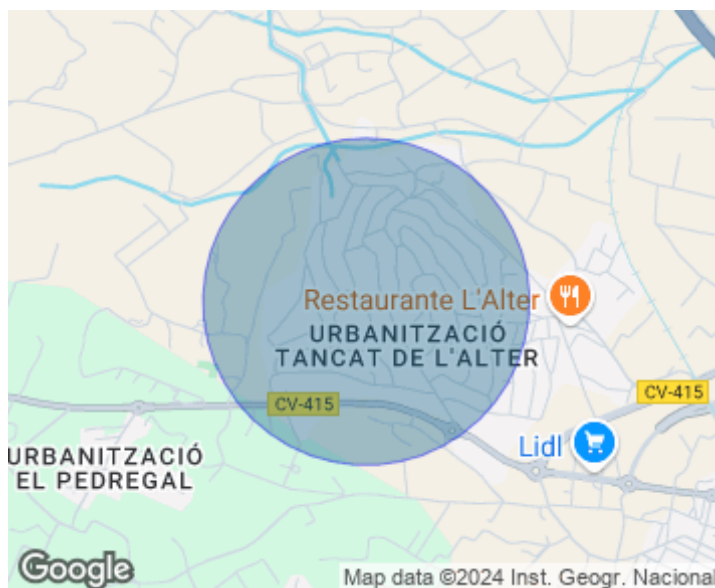 Restaurante L'Alter
URBANITZACIÓ
TANCAT DE L'ALTER
CV-415
CV-415
Lidl
URBANITZACIÓ
EL PEDREGAL
Google
Map data ©2024 Inst. Geogr. Nacional